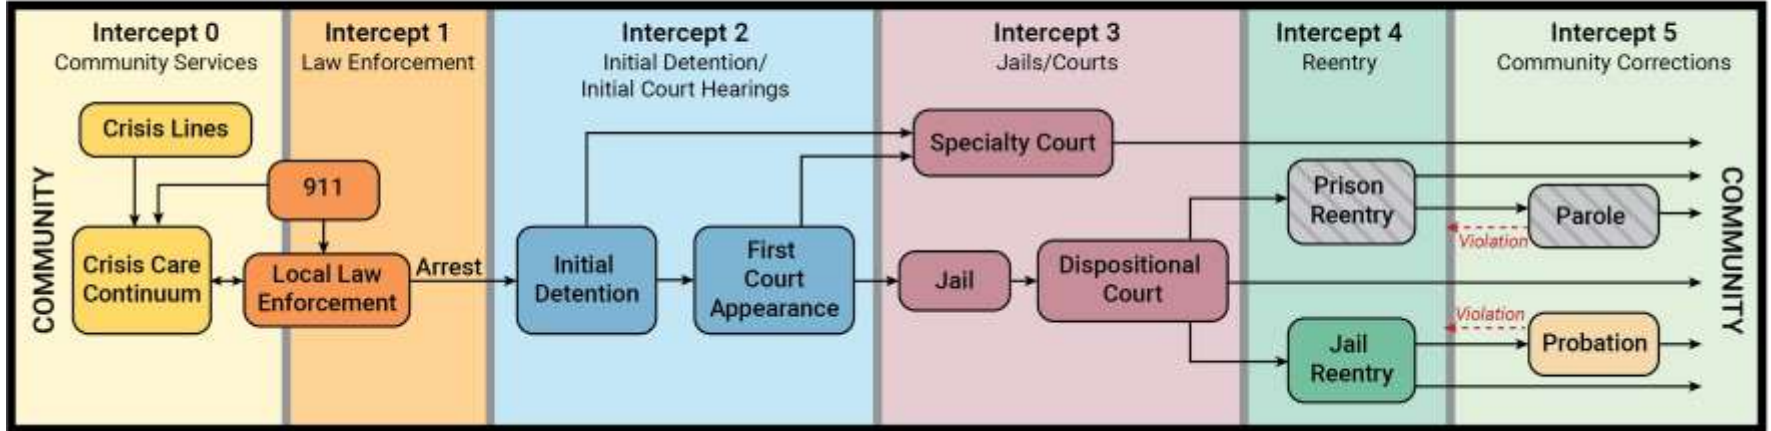 Intercept 0
Community Services
Intercept 1
Law Enforcement
Intercept 2
Initial Detention/
Initial Court Hearings
Intercept 3
Jails/Courts
Intercept 4
Reentry
Intercept 5
Community Corrections
COMMUNITY
Crisis Lines
911
Crisis Care
Continuum
Local Law
Enforcement
Arrest
Initial
Detention
First
Court
Appearance
Specialty Court
Jail
Dispositional
Court
Prison
Reentry
Parole
Violation
Violation
Jail
Reentry
Probation
COMMUNITY